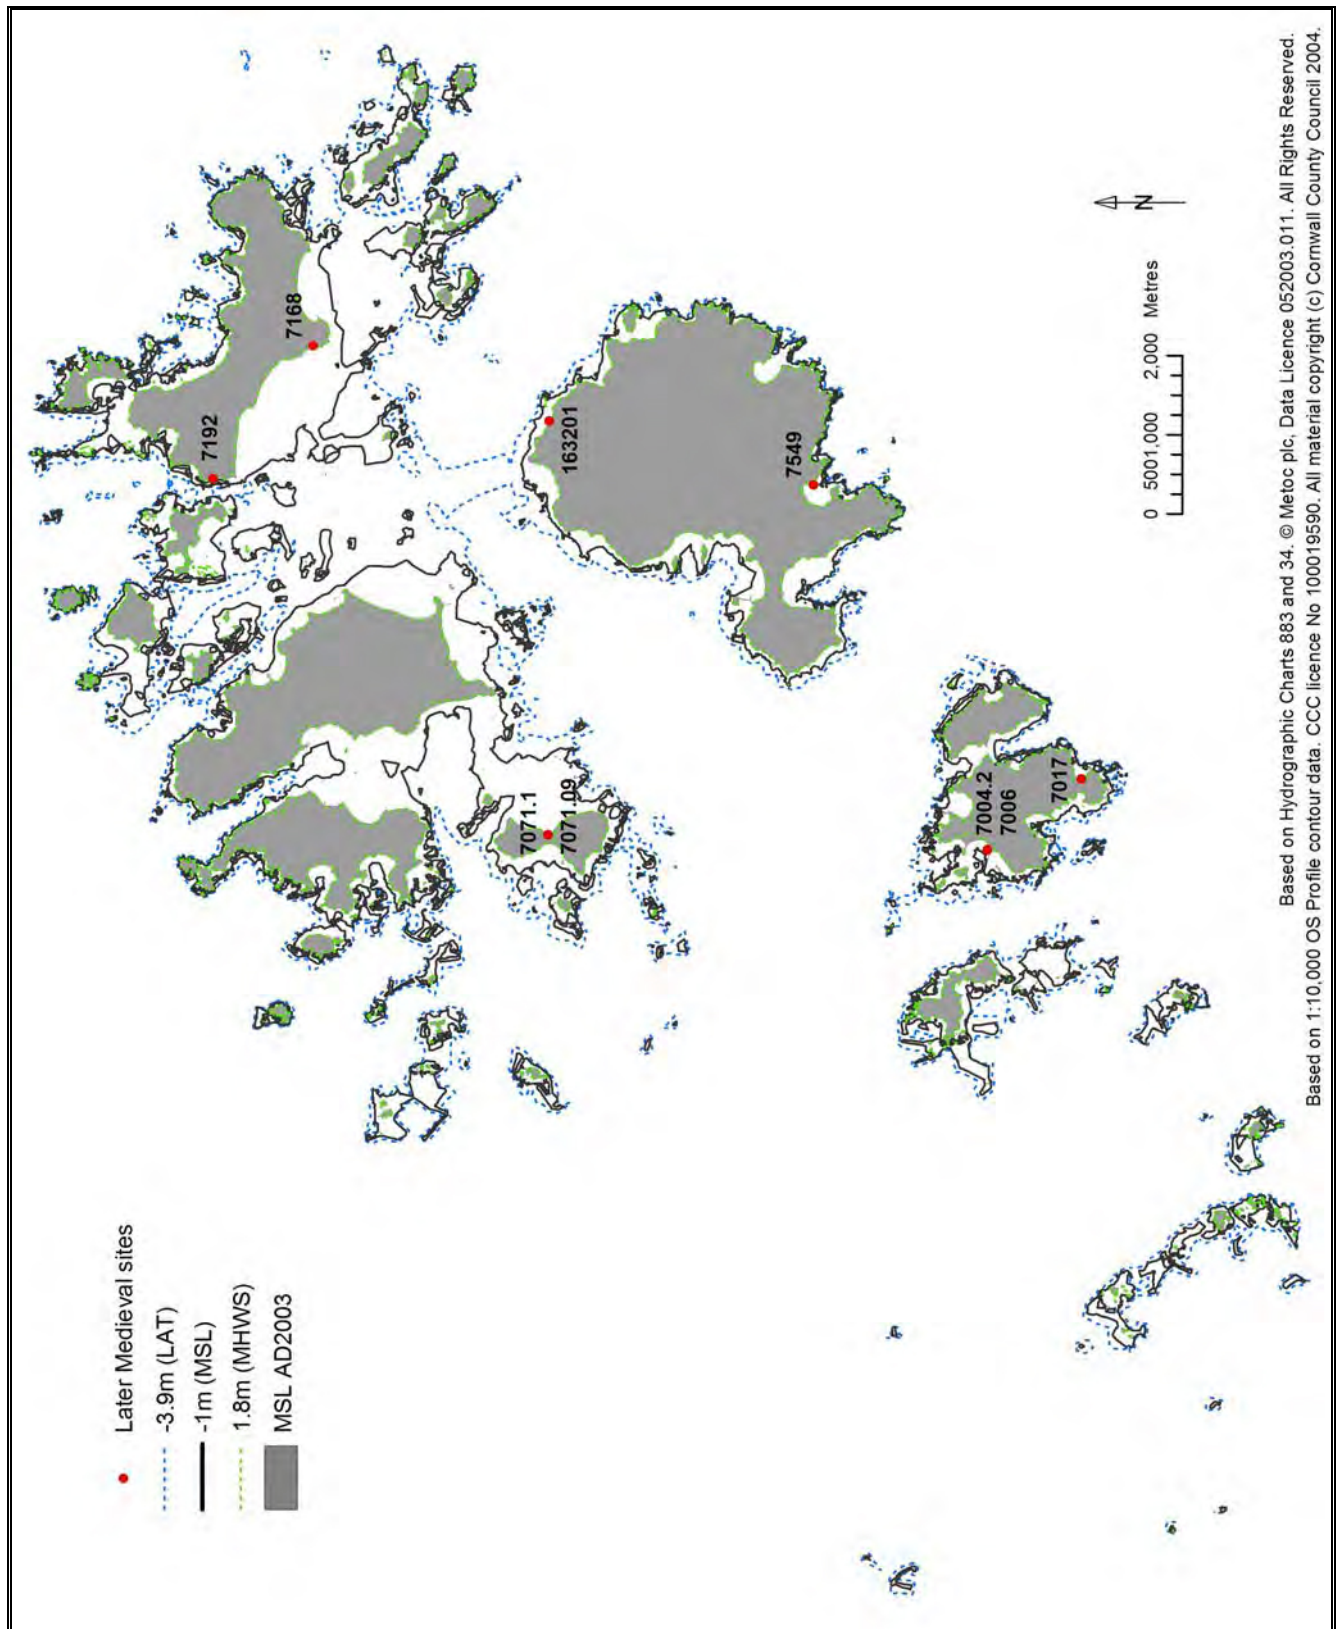 Later Medieval sites
-3.9m (LAT)
-1m (MSL)
1.8m (MHWS)
MSL AD2003
7192
7168
7071.1
7071.09
163201
7549
7004.2
7006
7017
N
0 5001,000 2,000 Metres
Based on Hydrographic Charts 883 and 34. © Metoc plc, Data Licence 052003.011. All Rights Reserved.
Based on 1:10,000 OS Profile contour data. CCC licence No 100019590. All material copyright (c) Cornwall County Council 2004.